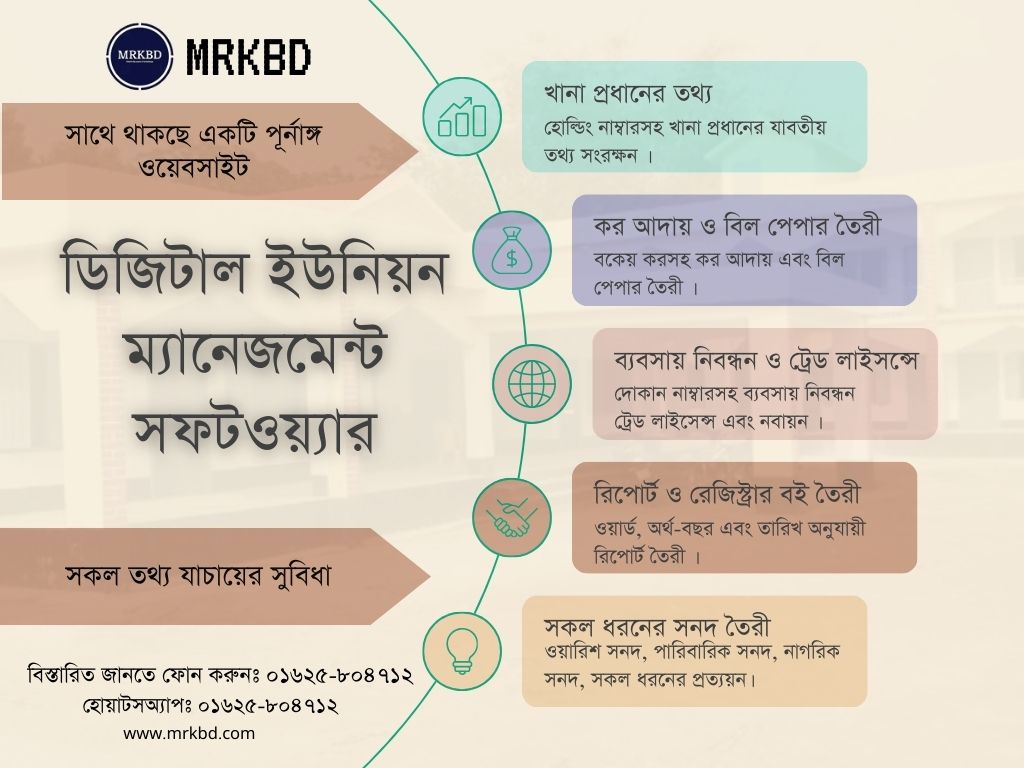 MRKBD
MRKBD
সাথে থাকছে একটি পূর্নাঙ্গ
ওয়েবসাইট
ডিজিটাল ইউনিয়ন
ম্যানেজমেন্ট
সফটওয়্যার
সকল তথ্য যাচায়ের সুবিধা
বিস্তারিত জানতে ফোন করুনঃ ০১৬২৫-৮০৪৭১২
হোয়াটসঅ্যাপঃ ০১৬২৫-৮০৪৭১২
www.mrkbd.com
খানা প্রধানের তথ্য
হোল্ডিং নাম্বারসহ খানা প্রধানের যাবতীয়
তথ্য সংরক্ষন ।
$
কর আদায় ও বিল পেপার তৈরী
বকেয় করসহ কর আদায় এবং বিল
পেপার তৈরী ।
ব্যবসায় নিবন্ধন ও ট্রেড লাইসন্সে
দোকান নাম্বারসহ ব্যবসায় নিবন্ধন
ট্রেড লাইসেন্স এবং নবায়ন ।
রিপোর্ট ও রেজিস্ট্রার বই তৈরী
ওয়ার্ড, অর্থ-বছর এবং তারিখ অনুযায়ী
রিপোর্ট তৈরী ।
সকল ধরনের সনদ তৈরী
ওয়ারিশ সনদ, পারিবারিক সনদ, নাগরিক
সনদ, সকল ধরনের প্রত্যয়ন।